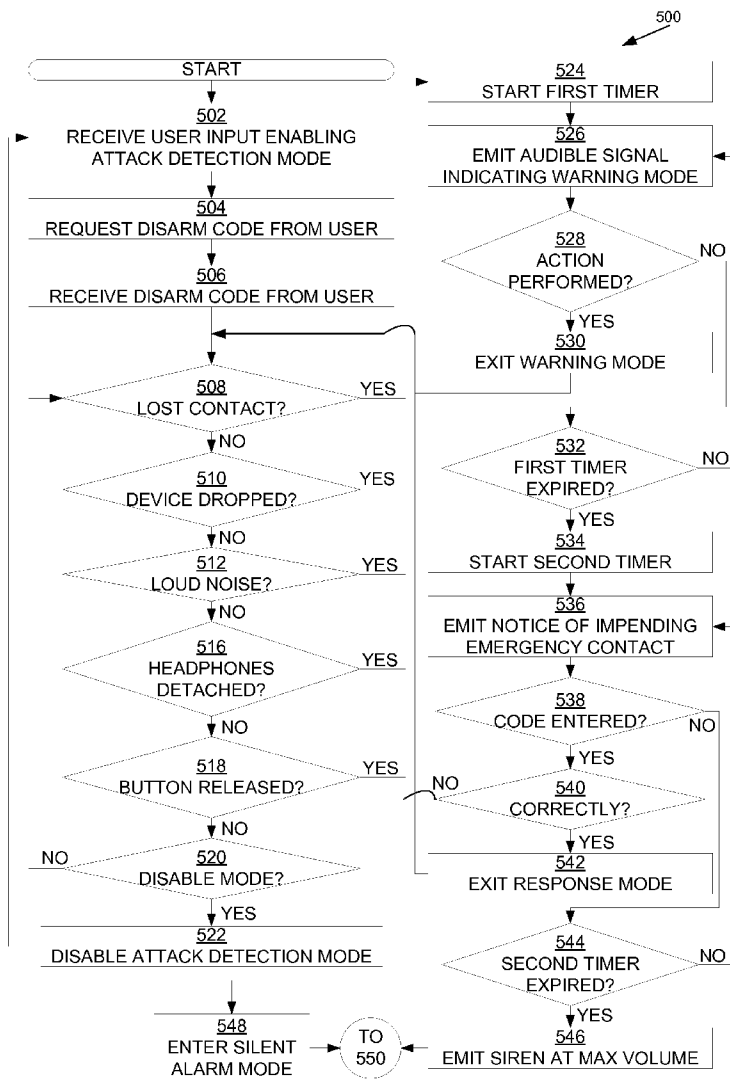 500
START
502
RECEIVE USER INPUT ENABLING
ATTACK DETECTION MODE
504
REQUEST DISARM CODE FROM USER
506
RECEIVE DISARM CODE FROM USER
508
LOST CONTACT?
YES
NO
510
DEVICE DROPPED?
YES
NO
512
LOUD NOISE?
YES
NO
516
HEADPHONES
DETACHED?
YES
NO
518
BUTTON RELEASED?
YES
NO
520
DISABLE MODE?
NO
YES
522
DISABLE ATTACK DETECTION MODE
548
ENTER SILENT
ALARM MODE
TO
550
524
START FIRST TIMER
526
EMIT AUDIBLE SIGNAL
INDICATING WARNING MODE
528
ACTION
PERFORMED?
NO
YES
530
EXIT WARNING MODE
532
FIRST TIMER
EXPIRED?
NO
YES
534
START SECOND TIMER
536
EMIT NOTICE OF IMPENDING
EMERGENCY CONTACT
538
CODE ENTERED?
NO
YES
540
CORRECTLY?
NO
YES
542
EXIT RESPONSE MODE
544
SECOND TIMER
EXPIRED?
NO
YES
546
EMIT SIREN AT MAX VOLUME